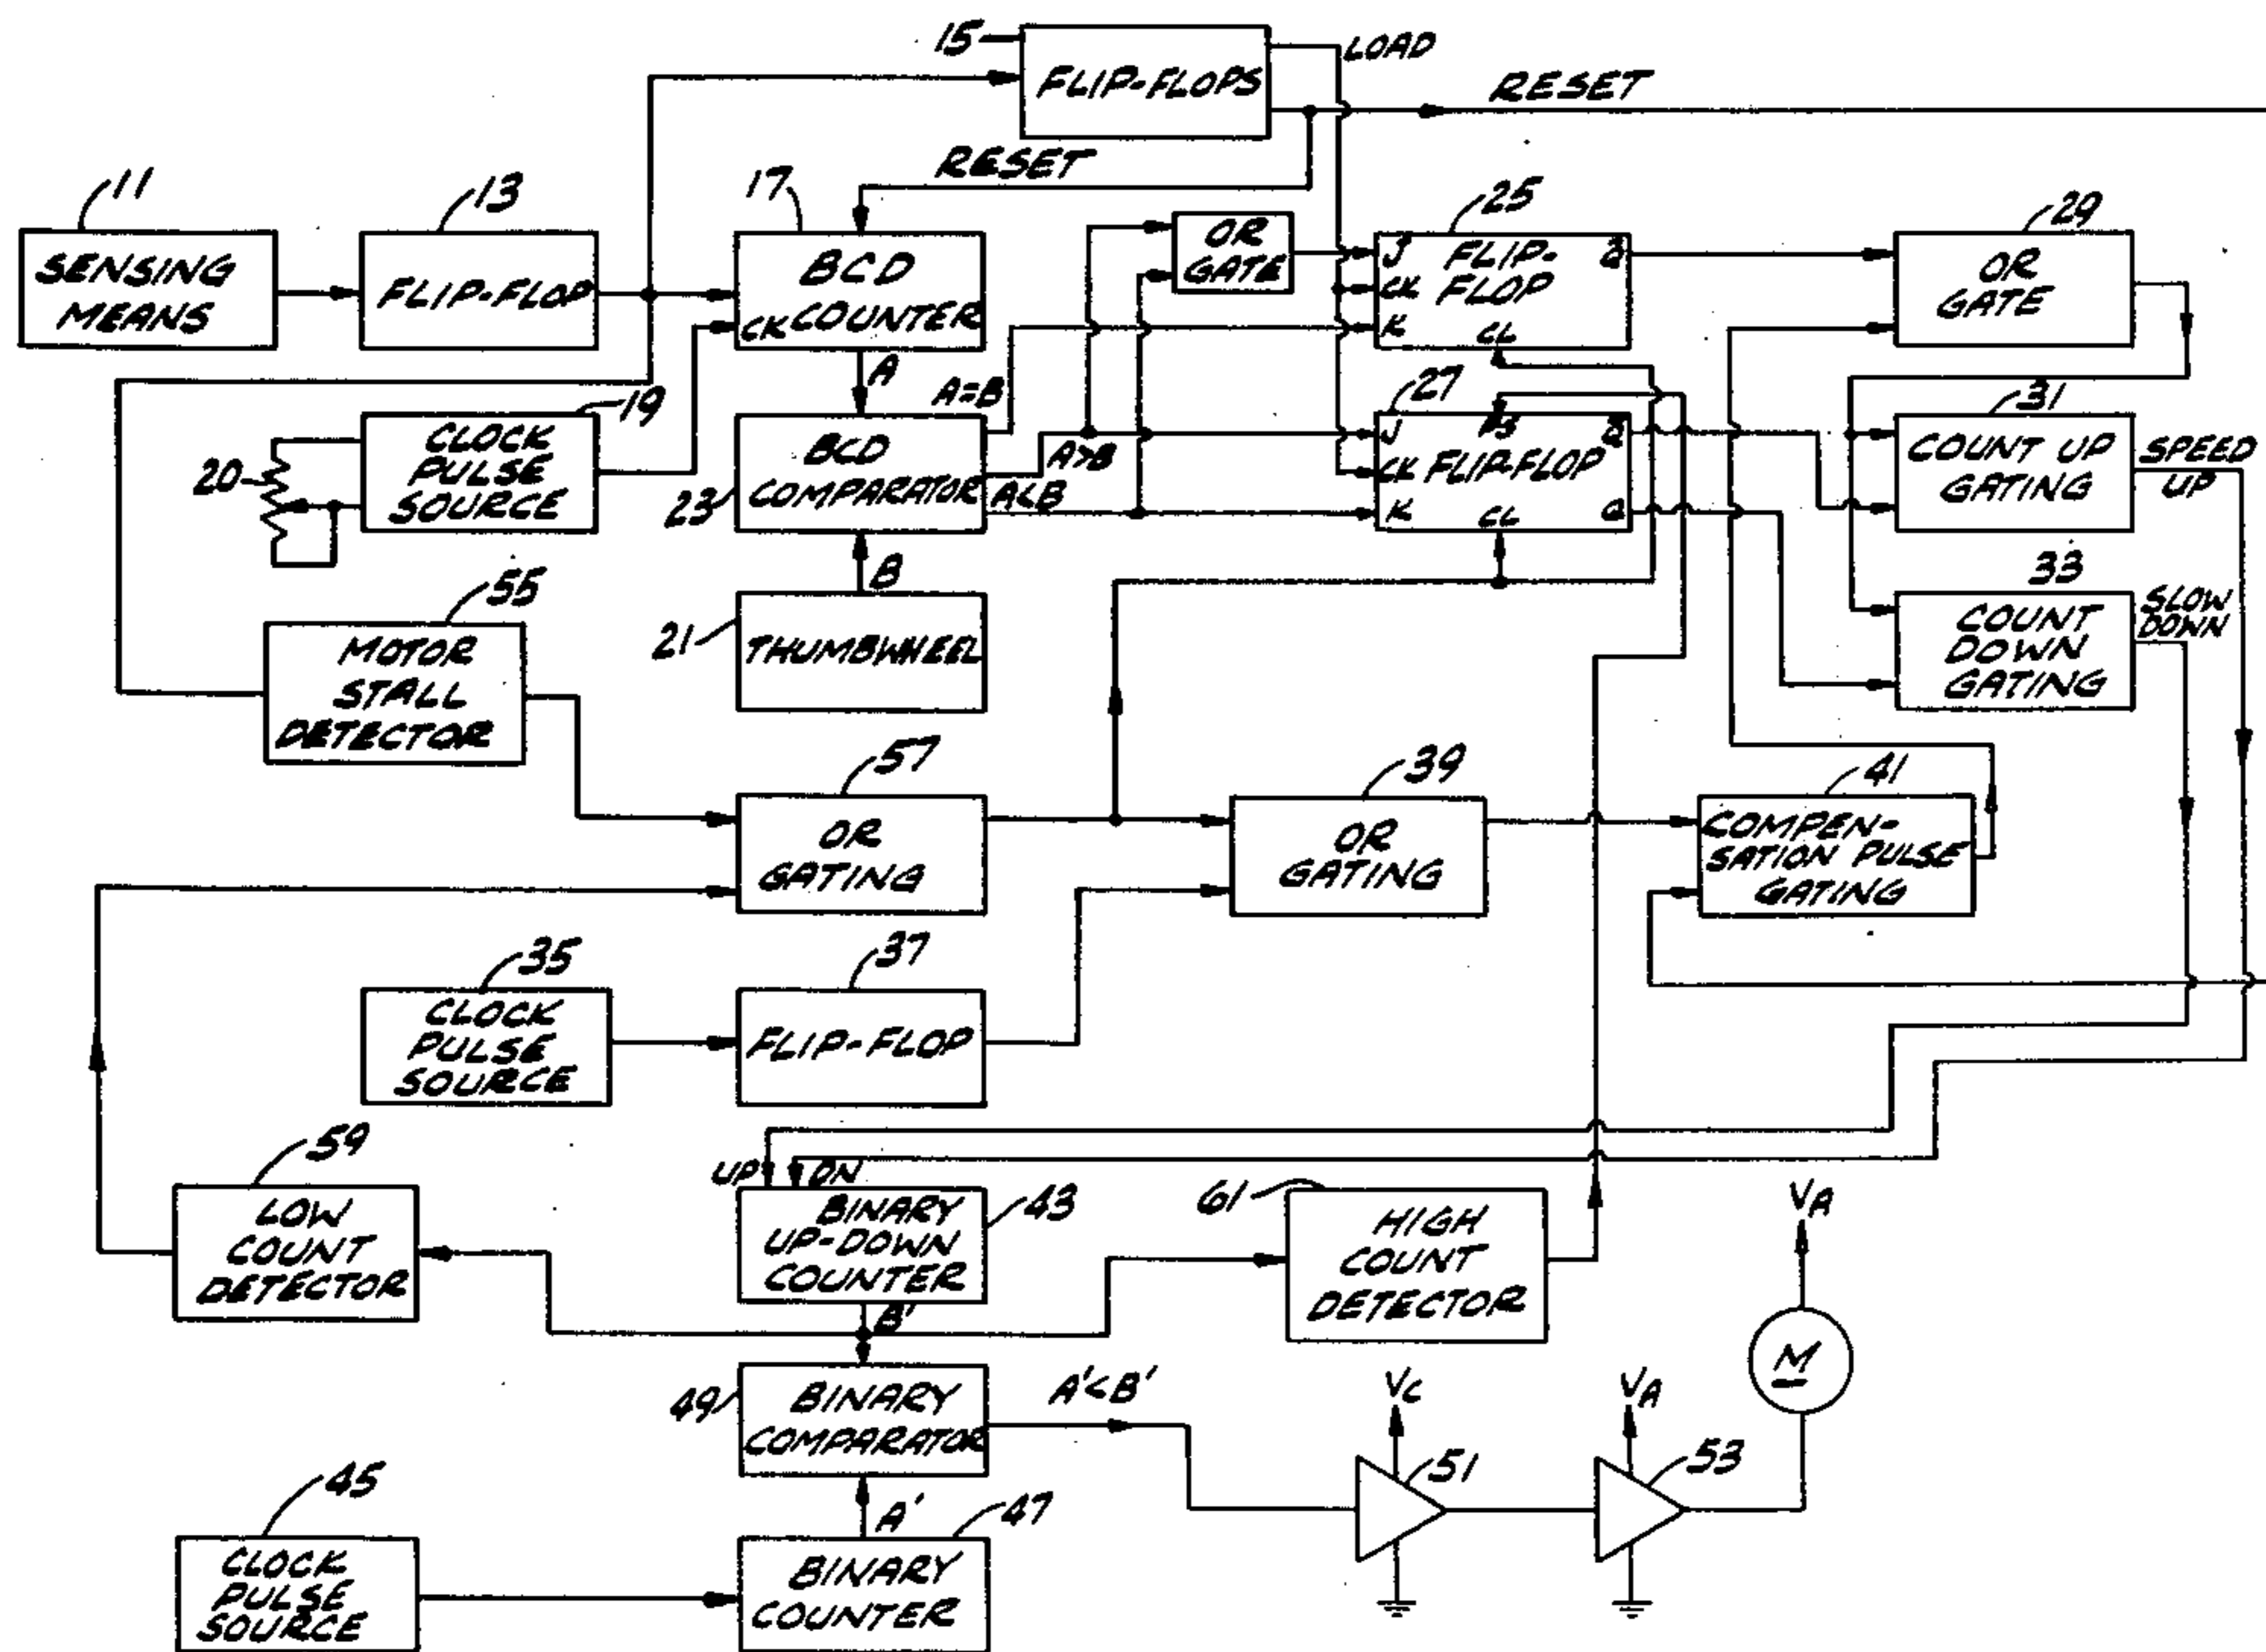 15
FLIP-FLOPS
LOAD
RESET
RESET
11
SENSING
MEANS
13
FLIP-FLOP
17
BCD
COUNTER
CK
OR
GATE
25
J
CK
K
FLIP-
FLOP
CL
Q̅
29
OR
GATE
A
A=B
19
CLOCK
PULSE
SOURCE
20
23
BCD
COMPARATOR
A>B
A<B
27
J
CK
K
PS
FLIP-FLOP
CL
Q̅
Q
31
COUNT UP
GATING
SPEED
UP
B
21
THUMBWHEEL
33
COUNT
DOWN
GATING
SLOW
DOWN
55
MOTOR
STALL
DETECTOR
57
OR
GATING
39
OR
GATING
41
COMPEN-
SATION PULSE
GATING
35
CLOCK
PULSE
SOURCE
37
FLIP-FLOP
59
LOW
COUNT
DETECTOR
UP
DN
BINARY
UP-DOWN
COUNTER
43
61
HIGH
COUNT
DETECTOR
VA
M
B'
49
BINARY
COMPARATOR
A'<B'
VC
51
VA
53
45
CLOCK
PULSE
SOURCE
A'
47
BINARY
COUNTER